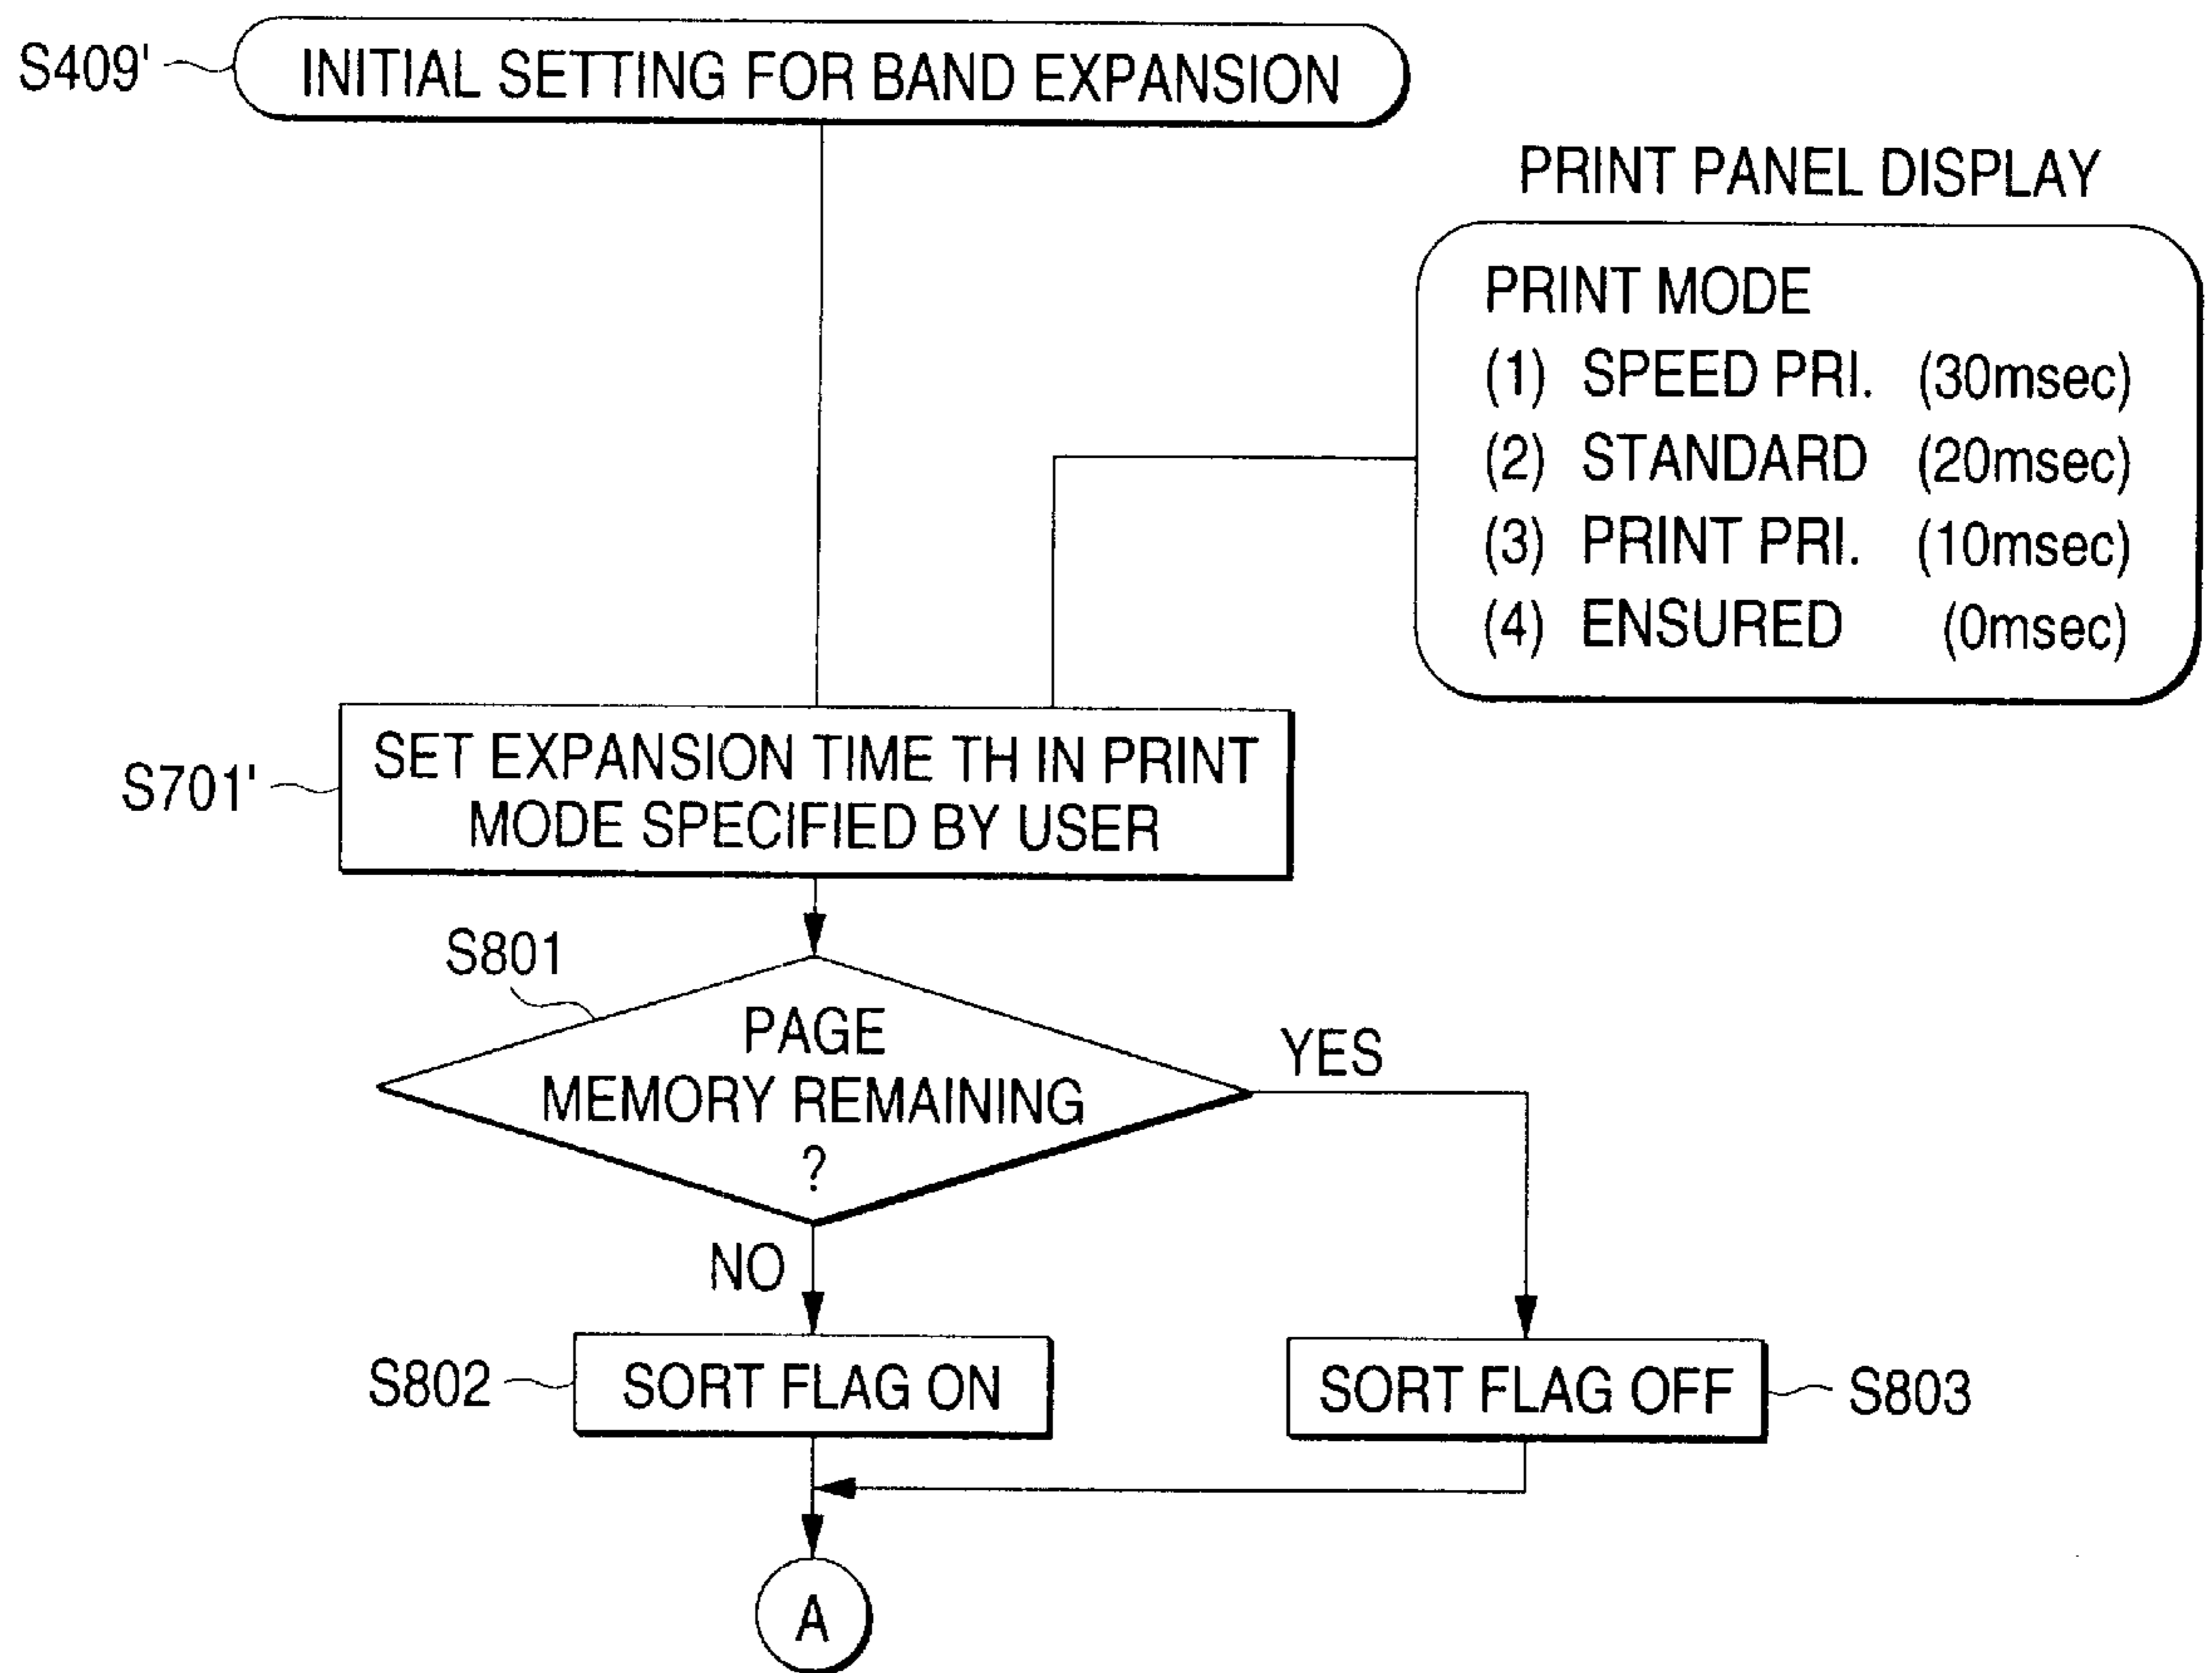 S409'
INITIAL SETTING FOR BAND EXPANSION
PRINT PANEL DISPLAY
PRINT MODE
(1) SPEED PRI. (30msec)
(2) STANDARD (20msec)
(3) PRINT PRI. (10msec)
(4) ENSURED (0msec)
S701'
SET EXPANSION TIME TH IN PRINT
MODE SPECIFIED BY USER
S801
PAGE
MEMORY REMAINING
?
YES
NO
S802
SORT FLAG ON
SORT FLAG OFF
S803
A